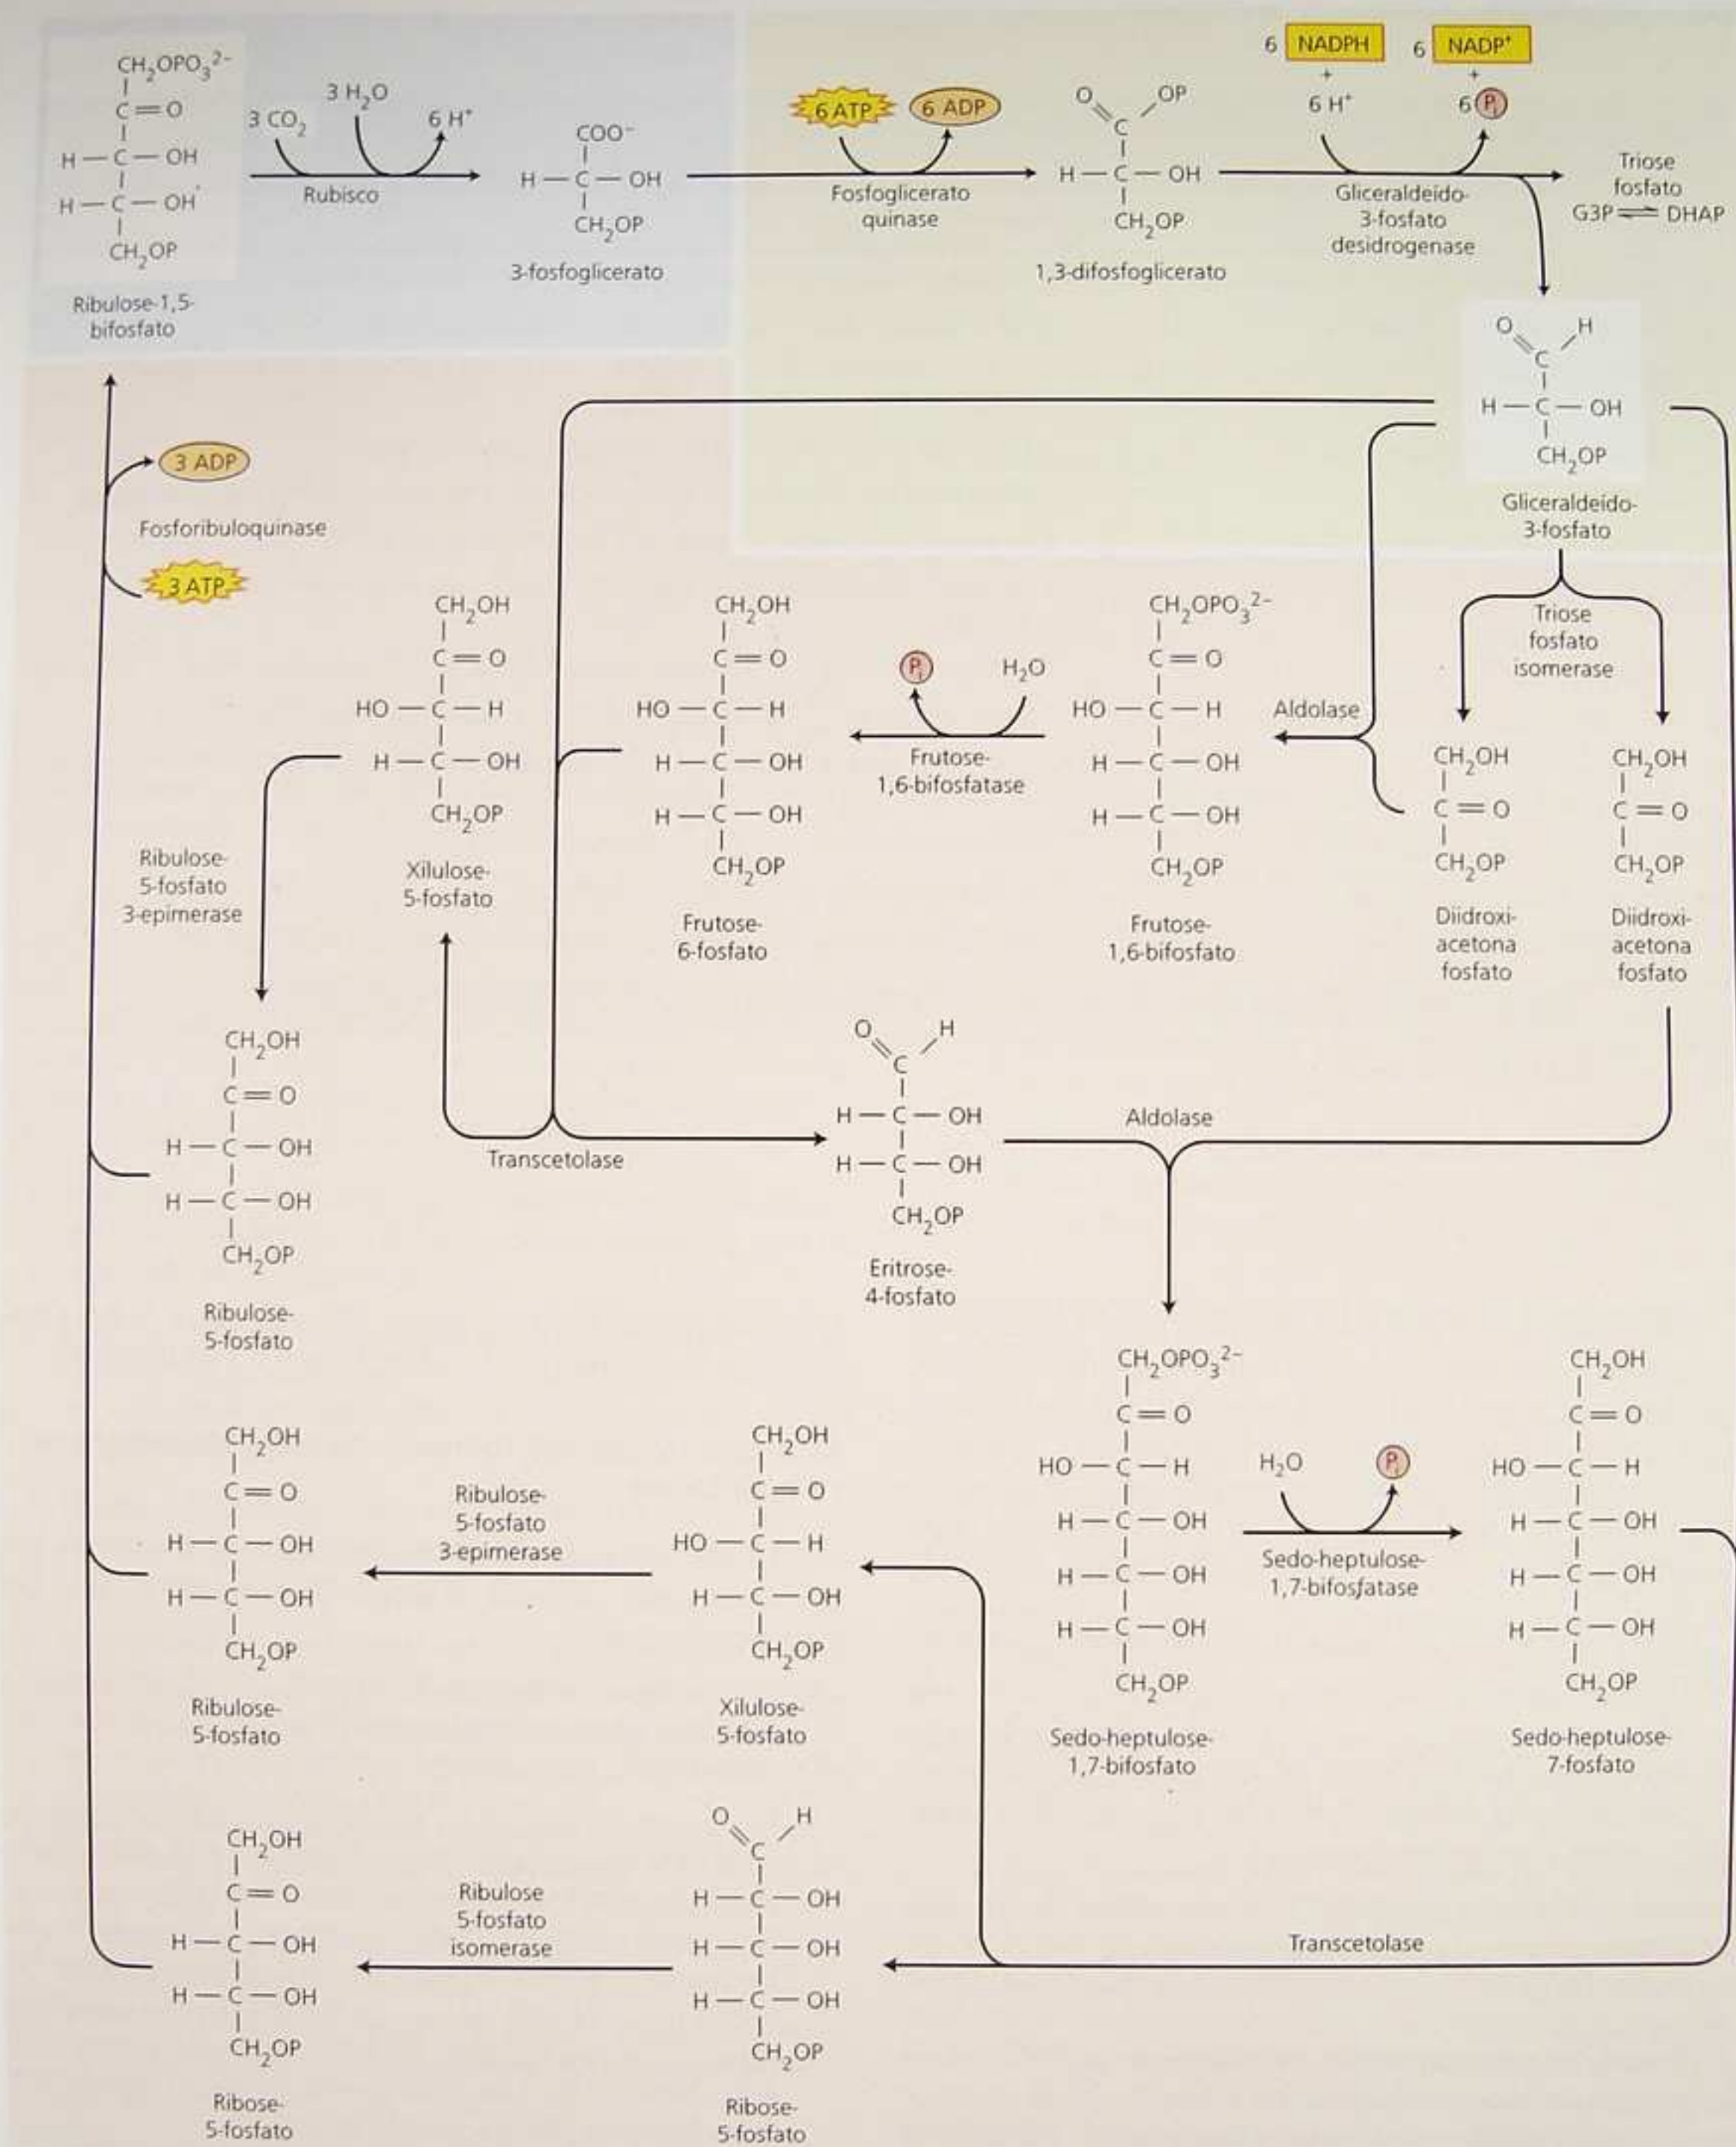 CH₂OPO₃²⁻
C=O
H—C—OH
H—C—OH
CH₂OP
Ribulose-1,5-
bifosfato
3 CO₂
3 H₂O
6 H⁺
Rubisco
COO⁻
H—C—OH
CH₂OP
3-fosfoglicerato
6 ATP
6 ADP
Fosfoglicerato
quinase
O
OP
C
H—C—OH
CH₂OP
1,3-difosfoglicerato
6 NADPH
+
6 H⁺
6 NADP⁺
+
6 Pi
Gliceraldeído-
3-fosfato
desidrogenase
Triose
fosfato
G3P ⇌ DHAP
O
H
C
H—C—OH
CH₂OP
Gliceraldeído-
3-fosfato
Triose
fosfato
isomerase
3 ADP
Fosforibuloquinase
3 ATP
CH₂OH
C=O
HO—C—H
H—C—OH
CH₂OP
Xilulose-
5-fosfato
CH₂OH
C=O
HO—C—H
H—C—OH
H—C—OH
CH₂OP
Frutose-
6-fosfato
Pi
H₂O
Frutose-
1,6-bifosfatase
CH₂OPO₃²⁻
C=O
HO—C—H
H—C—OH
H—C—OH
CH₂OP
Frutose-
1,6-bifosfato
Aldolase
CH₂OH
C=O
CH₂OP
Diidroxi-
acetona
fosfato
CH₂OH
C=O
CH₂OP
Diidroxi-
acetona
fosfato
Ribulose-
5-fosfato
3-epimerase
CH₂OH
C=O
H—C—OH
H—C—OH
CH₂OP
Ribulose-
5-fosfato
Transcetolase
O
H
C
H—C—OH
H—C—OH
CH₂OP
Eritrose-
4-fosfato
Aldolase
CH₂OH
C=O
H—C—OH
H—C—OH
CH₂OP
Ribulose-
5-fosfato
Ribulose-
5-fosfato
3-epimerase
CH₂OH
C=O
HO—C—H
H—C—OH
CH₂OP
Xilulose-
5-fosfato
CH₂OPO₃²⁻
C=O
HO—C—H
H—C—OH
H—C—OH
H—C—OH
CH₂OP
Sedo-heptulose-
1,7-bifosfato
H₂O
Pi
Sedo-heptulose-
1,7-bifosfatase
CH₂OH
C=O
HO—C—H
H—C—OH
H—C—OH
H—C—OH
CH₂OP
Sedo-heptulose-
7-fosfato
CH₂OH
C=O
H—C—OH
H—C—OH
CH₂OP
Ribose-
5-fosfato
Ribulose
5-fosfato
isomerase
O
H
C
H—C—OH
H—C—OH
H—C—OH
CH₂OP
Ribose-
5-fosfato
Transcetolase